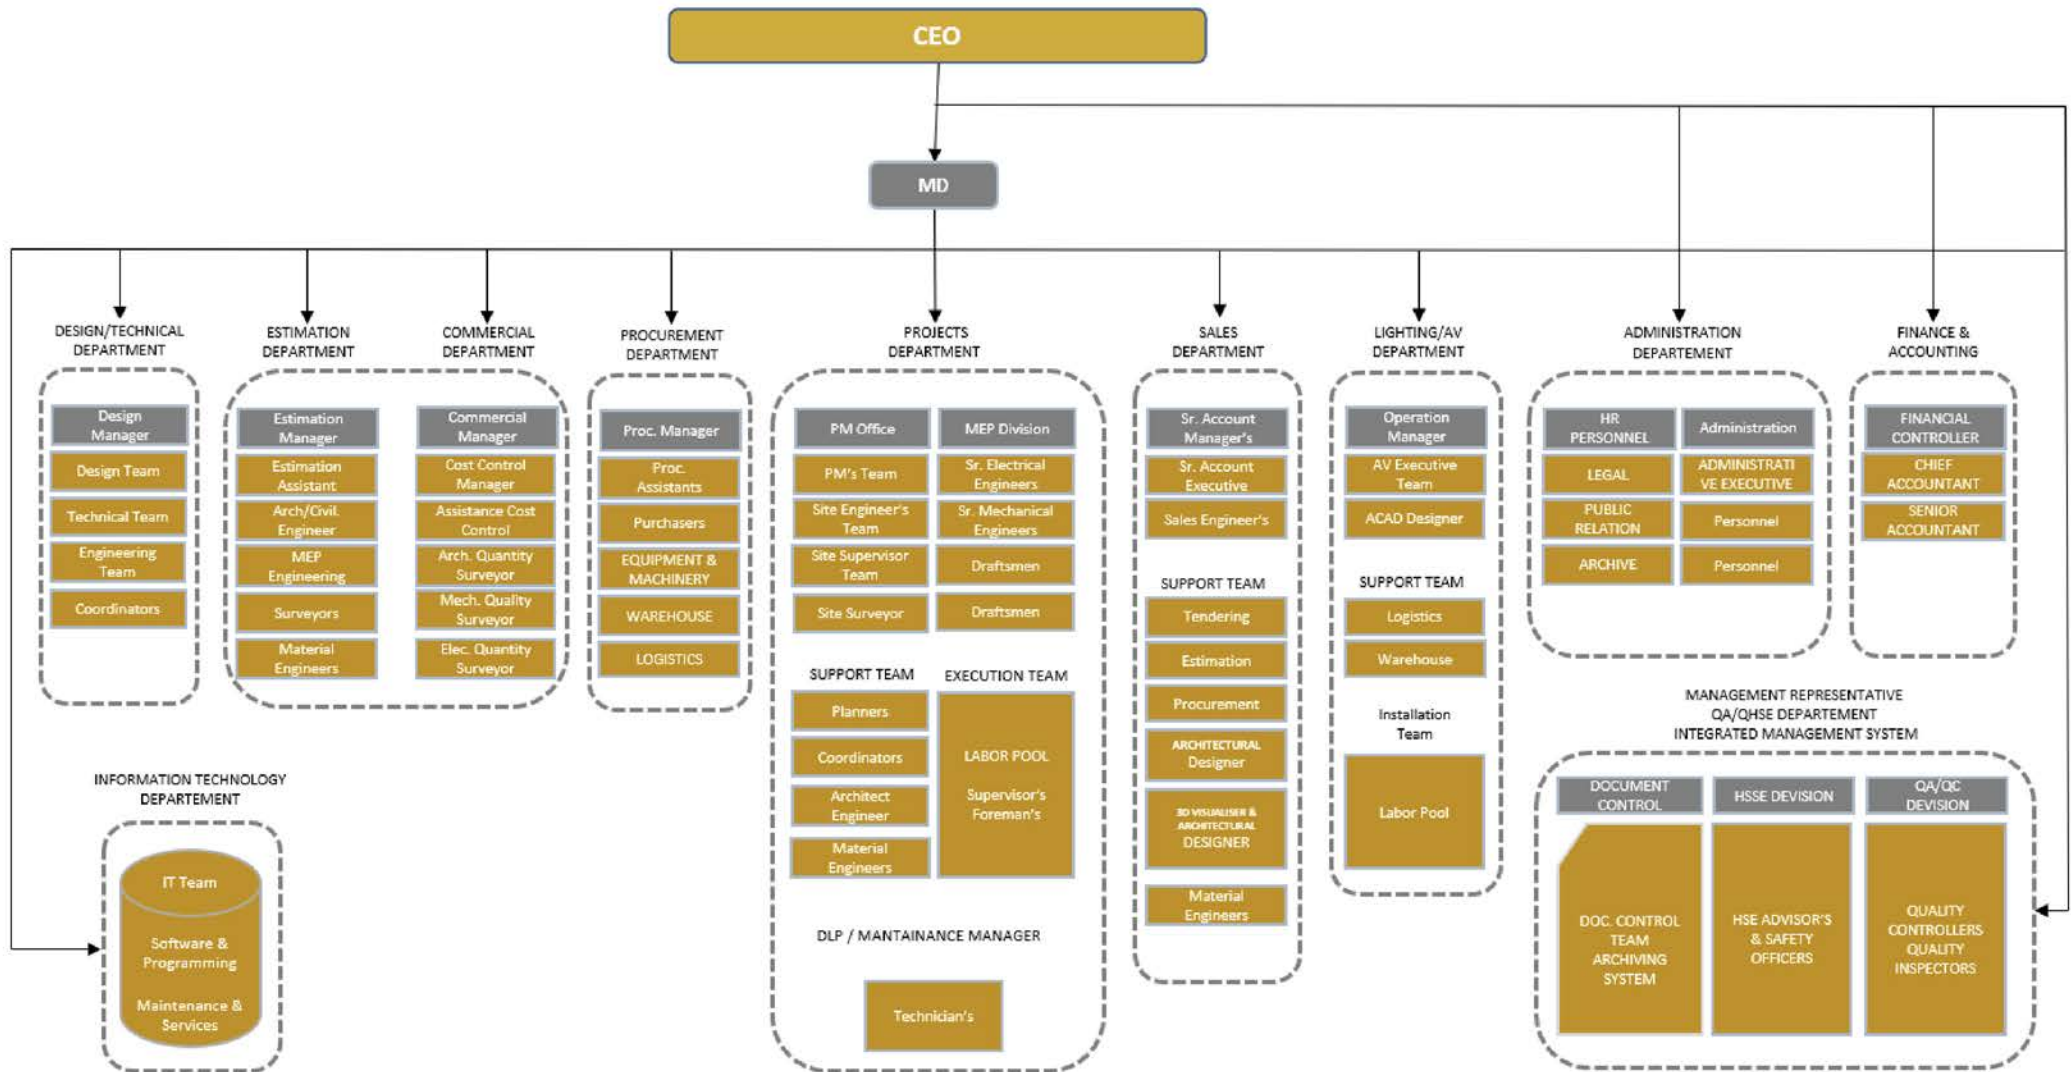 CEO
MD
DESIGN/TECHNICAL
DEPARTMENT
Design
Manager
Design Team
Technical Team
Engineering
Team
Coordinators
ESTIMATION
DEPARTMENT
Estimation
Manager
Estimation
Assistant
Arch/Civil.
Engineer
MEP
Engineering
Surveyors
Material
Engineers
COMMERCIAL
DEPARTMENT
Commercial
Manager
Cost Control
Manager
Assistance Cost
Control
Arch. Quantity
Surveyor
Mech. Quality
Surveyor
Elec. Quantity
Surveyor
PROCUREMENT
DEPARTMENT
Proc. Manager
Proc.
Assistants
Purchasers
EQUIPMENT &
MACHINERY
WAREHOUSE
LOGISTICS
PROJECTS
DEPARTMENT
PM Office
PM's Team
Site Engineer's
Team
Site Supervisor
Team
Site Surveyor
MEP Division
Sr. Electrical
Engineers
Sr. Mechanical
Engineers
Draftsmen
Draftsmen
SUPPORT TEAM
Planners
Coordinators
Architect
Engineer
Material
Engineers
EXECUTION TEAM
LABOR POOL
Supervisor's
Foreman's
DLP / MANTAINANCE MANAGER
Technician's
SALES
DEPARTMENT
Sr. Account
Manager's
Sr. Account
Executive
Sales Engineer's
SUPPORT TEAM
Tendering
Estimation
Procurement
ARCHITECTURAL
Designer
3D VISUALISER &
ARCHITECTURAL
DESIGNER
Material
Engineers
LIGHTING/AV
DEPARTMENT
Operation
Manager
AV Executive
Team
ACAD Designer
SUPPORT TEAM
Logistics
Warehouse
Installation
Team
Labor Pool
ADMINISTRATION
DEPARTEMENT
HR
PERSONNEL
LEGAL
PUBLIC
RELATION
ARCHIVE
Administration
ADMINISTRATI
VE EXECUTIVE
Personnel
Personnel
FINANCE &
ACCOUNTING
FINANCIAL
CONTROLLER
CHIEF
ACCOUNTANT
SENIOR
ACCOUNTANT
INFORMATION TECHNOLOGY
DEPARTEMENT
IT Team
Software &
Programming
Maintenance &
Services
MANAGEMENT REPRESENTATIVE
QA/QHSE DEPARTEMENT
INTEGRATED MANAGEMENT SYSTEM
DOCUMENT
CONTROL
DOC. CONTROL
TEAM
ARCHIVING
SYSTEM
HSSE DEVISION
HSE ADVISOR'S
& SAFETY
OFFICERS
QA/QC
DEVISION
QUALITY
CONTROLLERS
QUALITY
INSPECTORS